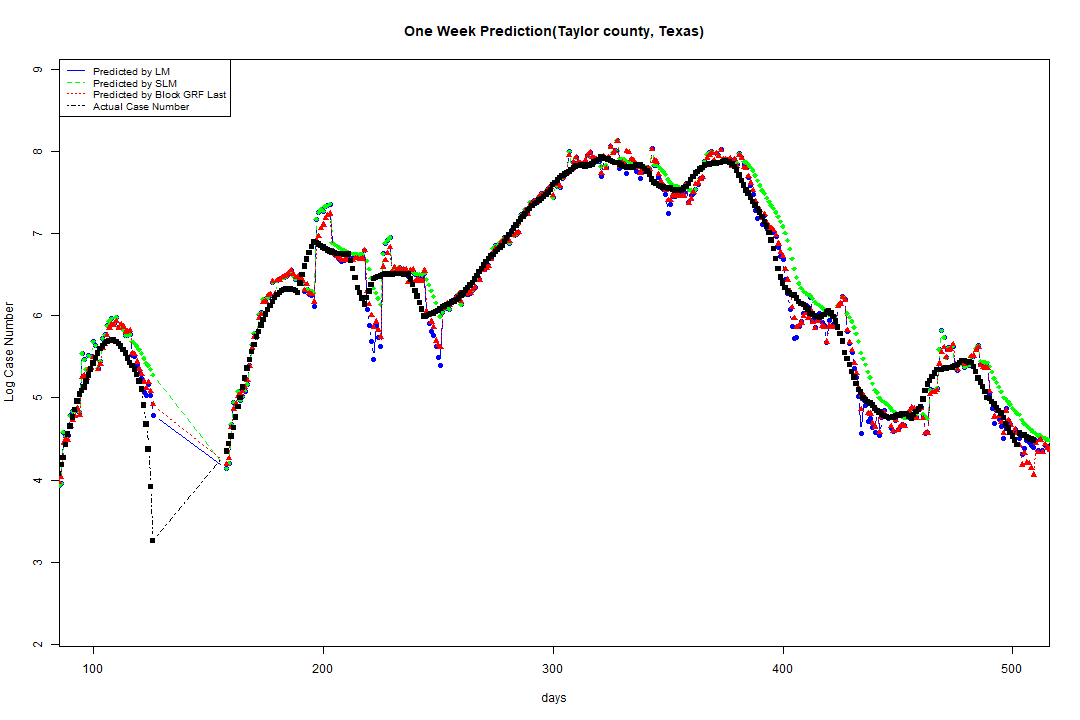 One Week Prediction(Taylor county, Texas)
Predicted by LM
Predicted by SLM
Predicted by Block GRF Last
Actual Case Number
9
8
7
6
5
4
3
2
Log Case Number
100 200 300 400 500
days